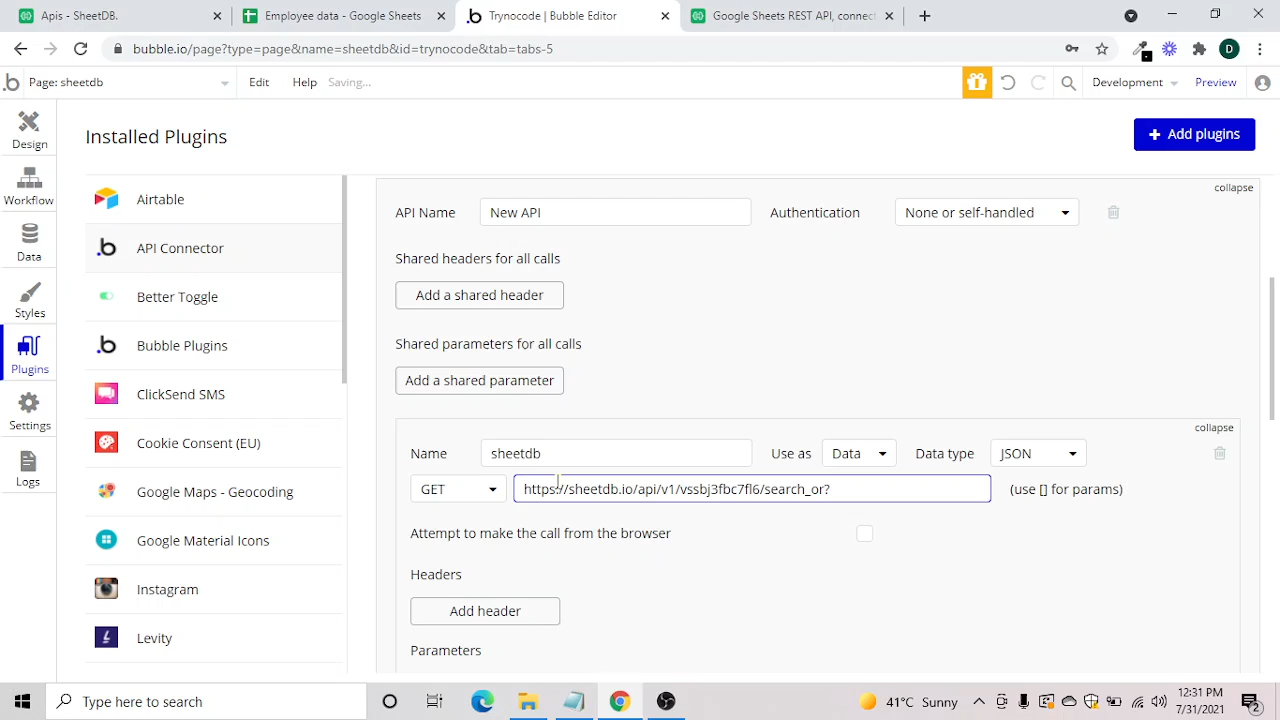 Apis - SheetDB
Employee data - Google Sheets
Trynocode | Bubble Editor
Google Sheets REST API, connect
bubble.io/page?type=page&name=sheetdb&id=trynocode&tab=tabs-5
D
Page: sheetdb
Edit
Help
Saving...
Development
Preview
Design
Workflow
Data
Styles
Plugins
Settings
Logs
Installed Plugins
+ Add plugins
Airtable
API Connector
Better Toggle
Bubble Plugins
ClickSend SMS
Cookie Consent (EU)
Google Maps - Geocoding
Google Material Icons
Instagram
Levity
collapse
API Name
New API
Authentication
None or self-handled
Shared headers for all calls
Add a shared header
Shared parameters for all calls
Add a shared parameter
collapse
Name
sheetdb
Use as
Data
Data type
JSON
GET
https://sheetdb.io/api/v1/vssbj3fbc7fl6/search_or?
(use [] for params)
Attempt to make the call from the browser
Headers
Add header
Parameters
Type here to search
41°C Sunny
12:31 PM
7/31/2021
2